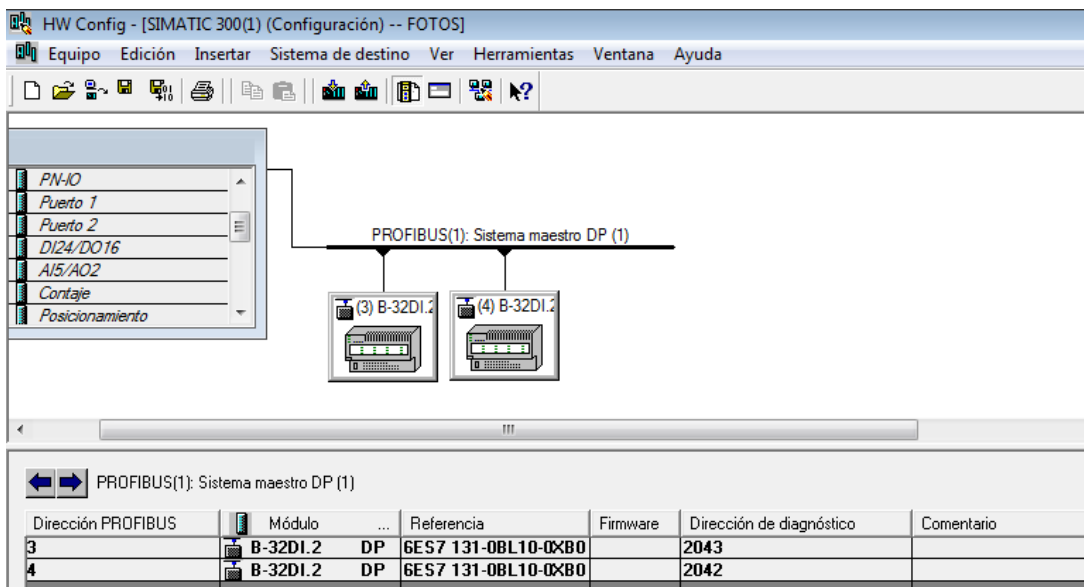 HW Config - [SIMATIC 300(1) (Configuración) -- FOTOS]
Equipo Edición Insertar Sistema de destino Ver Herramientas Ventana Ayuda
PN-IO
Puerto 1
Puerto 2
DI24/DO16
AI5/AO2
Contaje
Posicionamiento
PROFIBUS(1): Sistema maestro DP (1)
(3) B-32DI.2
(4) B-32DI.2
PROFIBUS(1): Sistema maestro DP (1)
Dirección PROFIBUS Módulo ... Referencia Firmware Dirección de diagnóstico Comentario
3 B-32DI.2 DP 6ES7 131-0BL10-0XB0 2043
4 B-32DI.2 DP 6ES7 131-0BL10-0XB0 2042